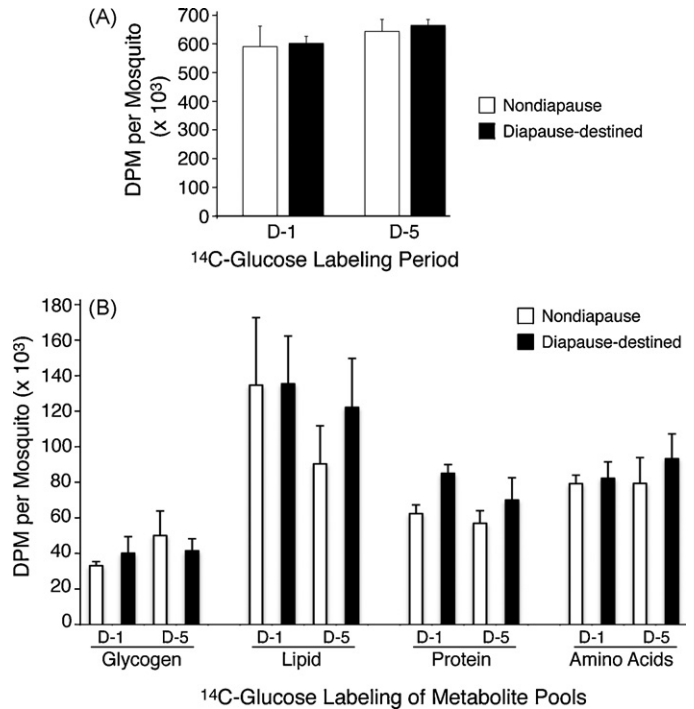 (A)
DPM per Mosquito
(x 10³)
700
600
500
400
300
200
100
0
D-1 D-5
¹⁴C-Glucose Labeling Period
Nondiapause
Diapause-destined
(B)
DPM per Mosquito (x 10³)
180
160
140
120
100
80
60
40
20
0
Nondiapause
Diapause-destined
D-1 D-5 D-1 D-5 D-1 D-5 D-1 D-5
Glycogen Lipid Protein Amino Acids
¹⁴C-Glucose Labeling of Metabolite Pools